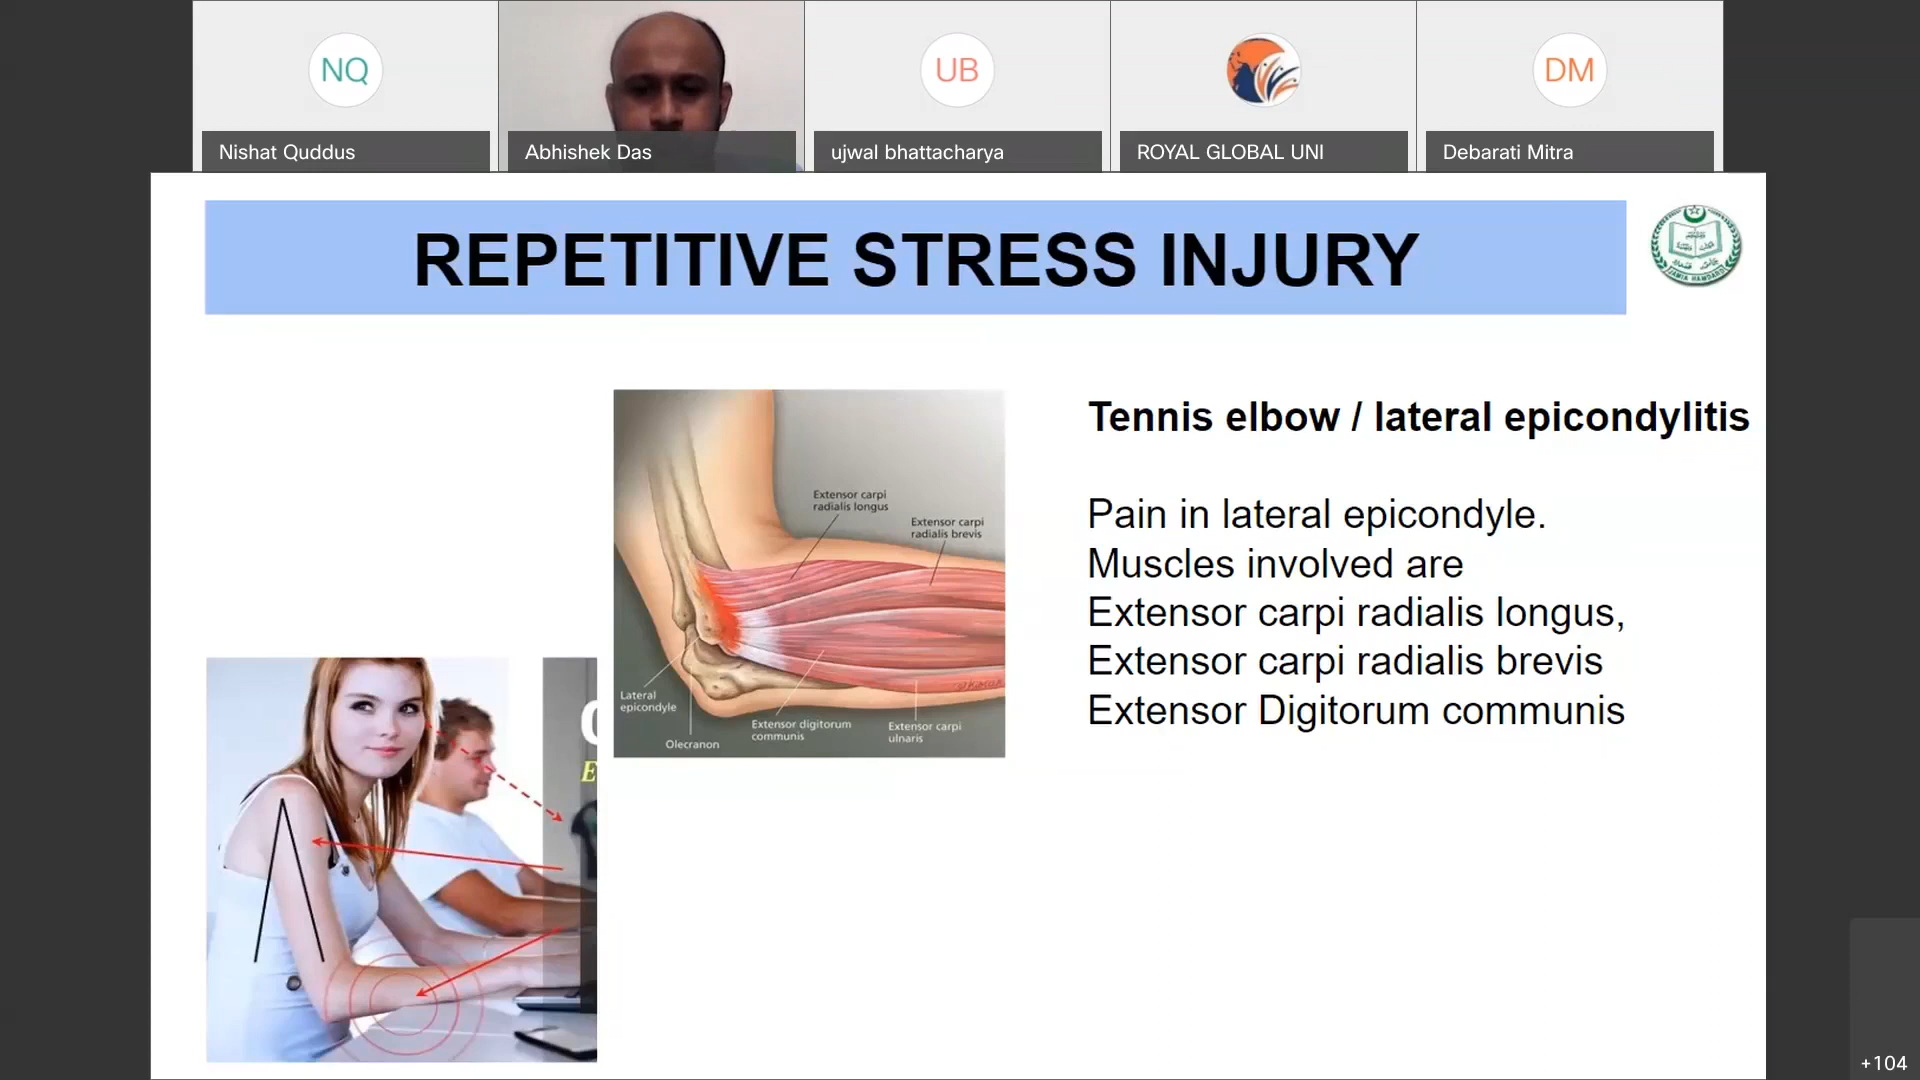 NQ
UB
DM
Nishat Quddus
Abhishek Das
ujwal bhattacharya
ROYAL GLOBAL UNI
Debarati Mitra
REPETITIVE STRESS INJURY
JAMIA HAMDARD
Tennis elbow / lateral epicondylitis
Extensor carpi
radialis longus
Extensor carpi
radialis brevis
Lateral
epicondyle
Olecranon
Extensor digitorum
communis
Extensor carpi
ulnaris
Pain in lateral epicondyle.
Muscles involved are
Extensor carpi radialis longus,
Extensor carpi radialis brevis
Extensor Digitorum communis
E
+104